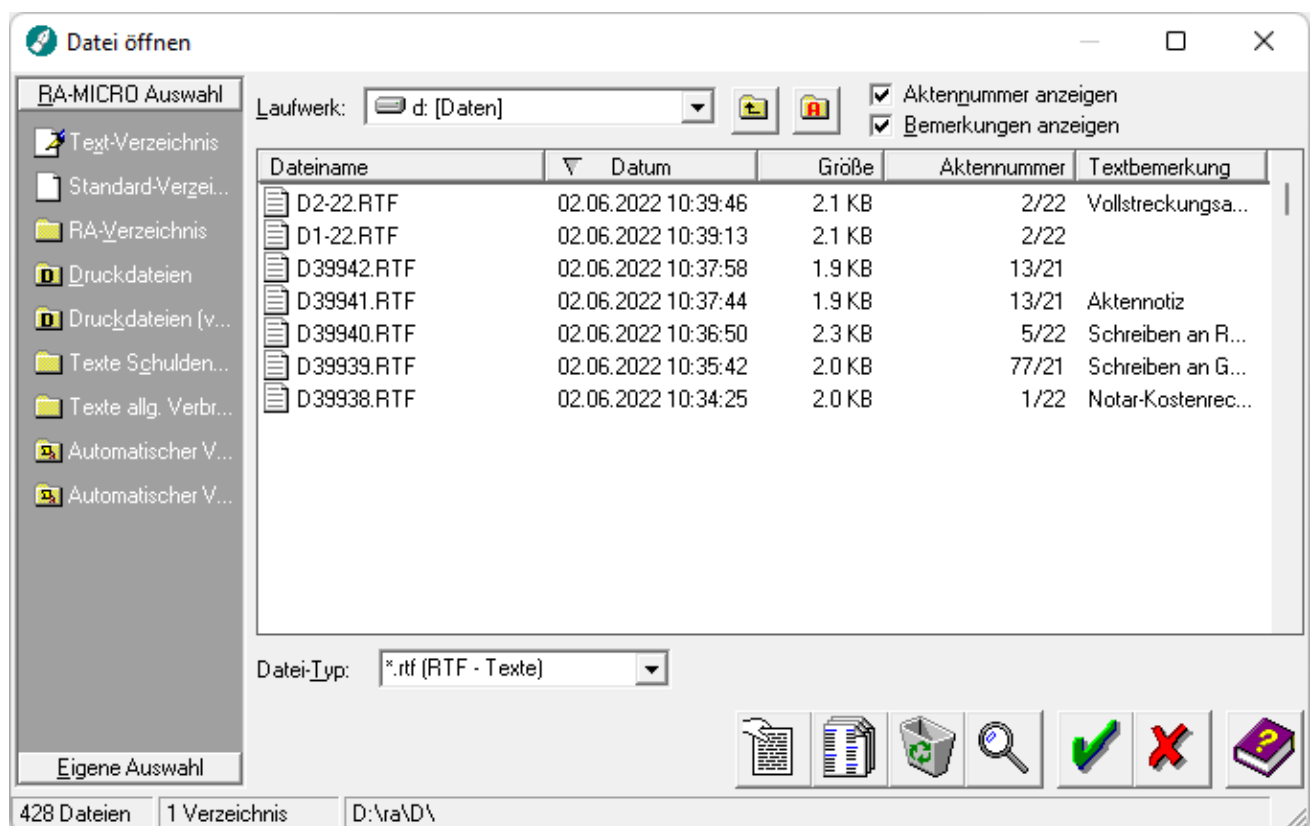 Datei öffnen
RA-MICRO Auswahl
Text-Verzeichnis
Standard-Verzei...
RA-Verzeichnis
Druckdateien
Druckdateien (v...
Texte Schulden...
Texte allg. Verbr...
Automatischer V...
Automatischer V...
Eigene Auswahl
Laufwerk: d: [Daten]
Aktennummer anzeigen
Bemerkungen anzeigen
Dateiname Datum Größe Aktennummer Textbemerkung
D2-22.RTF 02.06.2022 10:39:46 2.1 KB 2/22 Vollstreckungsa...
D1-22.RTF 02.06.2022 10:39:13 2.1 KB 2/22
D39942.RTF 02.06.2022 10:37:58 1.9 KB 13/21
D39941.RTF 02.06.2022 10:37:44 1.9 KB 13/21 Aktennotiz
D39940.RTF 02.06.2022 10:36:50 2.3 KB 5/22 Schreiben an R...
D39939.RTF 02.06.2022 10:35:42 2.0 KB 77/21 Schreiben an G...
D39938.RTF 02.06.2022 10:34:25 2.0 KB 1/22 Notar-Kostenrec...
Datei-Typ: *.rtf (RTF - Texte)
428 Dateien 1 Verzeichnis D:\ra\D\